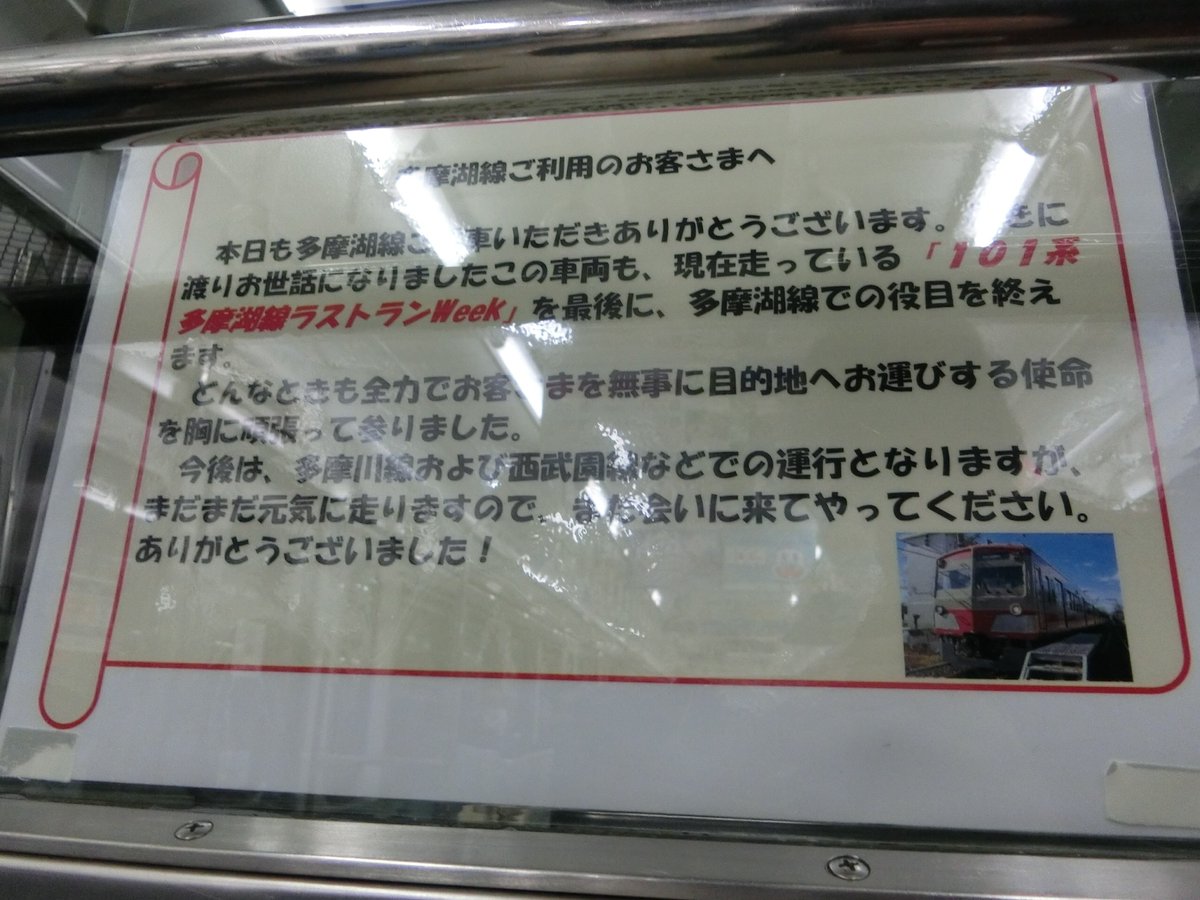 摩湖線ご利用のお客さまへ
本日も多摩湖線ご 車いただきありがとうございます。 きに
渡りお世話になりましたこの車両も、現在走っている「101系
多摩湖線ラストランWeek」を最後に、多摩湖線での役目を終え
ます。
どんなときも全力でお客 まを無事に目的地へお運びする使命
を胸に頑張って参りました。
今後は、多摩川線および西武園線などでの運行となりますが、
まだまだ元気に走りますので、また会いに来てやってください。
ありがとうございました！